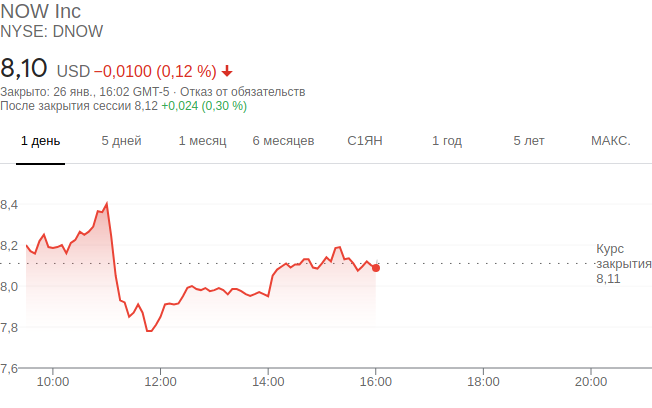 NOW Inc
NYSE: DNOW
8,10 USD −0,0100 (0,12 %)
Закрыто: 26 янв., 16:02 GMT-5 · Отказ от обязательств
После закрытия сессии 8,12 +0,024 (0,30 %)
1 день 5 дней 1 месяц 6 месяцев С1ЯН 1 год 5 лет МАКС.
8,4
8,2
Курс
закрытия
8,11
8,0
7,8
7,6
10:00 12:00 14:00 16:00 18:00 20:00